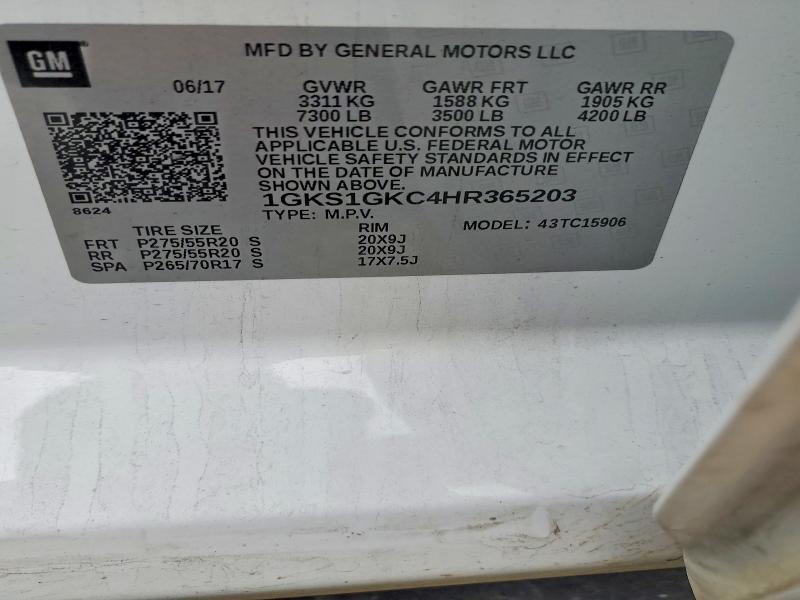 GM
MFD BY GENERAL MOTORS LLC
06/17 GVWR GAWR FRT GAWR RR
3311 KG 1588 KG 1905 KG
7300 LB 3500 LB 4200 LB
THIS VEHICLE CONFORMS TO ALL
APPLICABLE U.S. FEDERAL MOTOR
VEHICLE SAFETY STANDARDS IN EFFECT
ON THE DATE OF MANUFACTURE
SHOWN ABOVE.
8624
1GKS1GKC4HR365203
TYPE: M.P.V. MODEL: 43TC15906
TIRE SIZE RIM
FRT P275/55R20 S 20X9J
RR P275/55R20 S 20X9J
SPA P265/70R17 S 17X7.5J